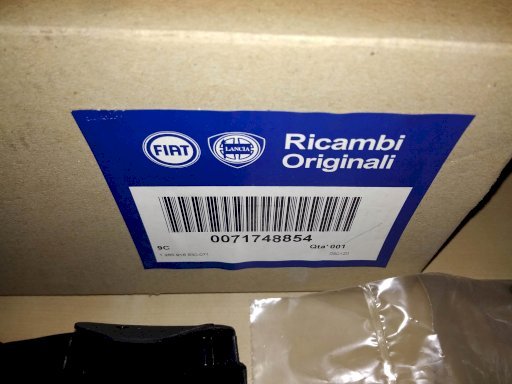 FIAT
LANCIA
Ricambi
Originali
0071748854
9C
Qta' 001